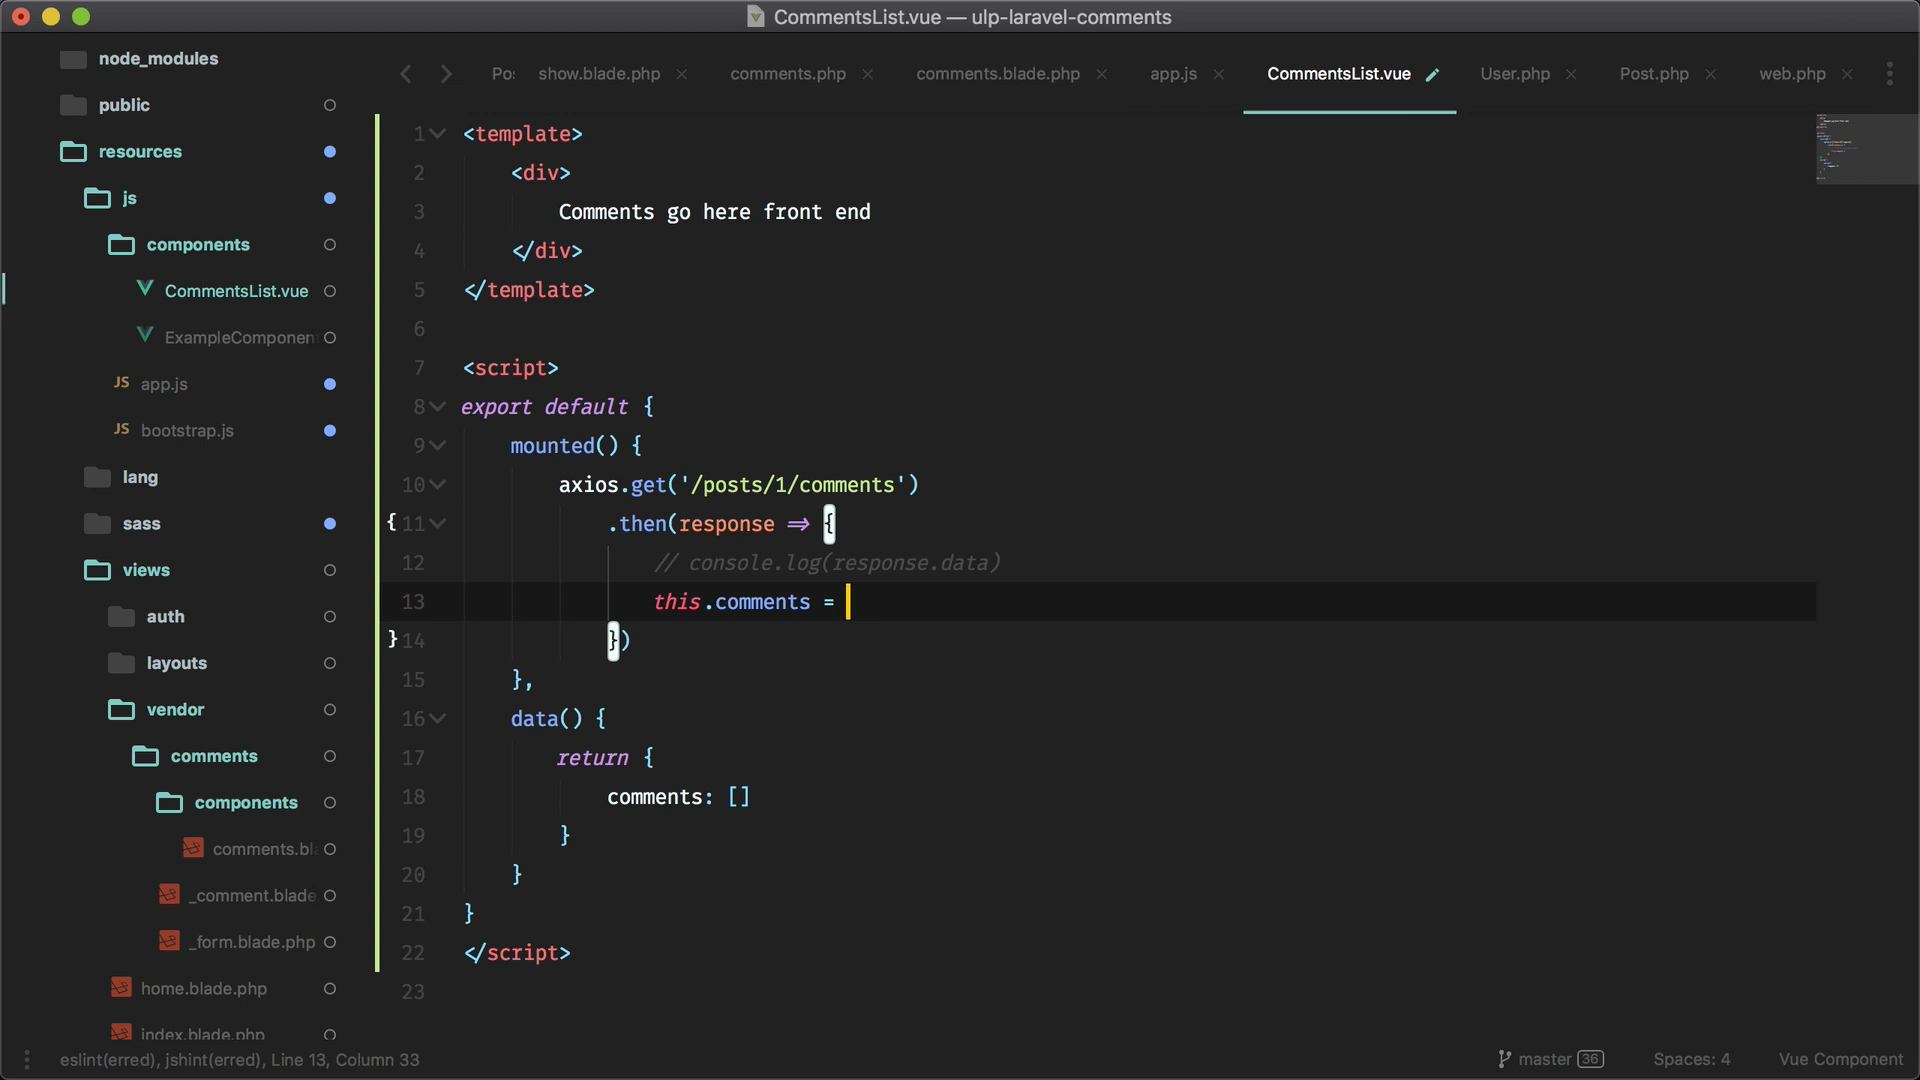 CommentsList.vue — ulp-laravel-comments
node_modules
public
resources
js
components
CommentsList.vue
ExampleComponen
JS app.js
JS bootstrap.js
lang
sass
views
auth
layouts
vendor
comments
components
comments.bla
_comment.blade
_form.blade.php
home.blade.php
index.blade.php
Pos show.blade.php comments.php comments.blade.php app.js CommentsList.vue User.php Post.php web.php
1 <template>
2 <div>
3 Comments go here front end
4 </div>
5 </template>
6
7 <script>
8 export default {
9 mounted() {
10 axios.get('/posts/1/comments')
{ 11 .then(response => {
12 // console.log(response.data)
13 this.comments =
} 14 })
15 },
16 data() {
17 return {
18 comments: []
19 }
20 }
21 }
22 </script>
23
eslint(erred), jshint(erred), Line 13, Column 33
master 36 Spaces: 4 Vue Component